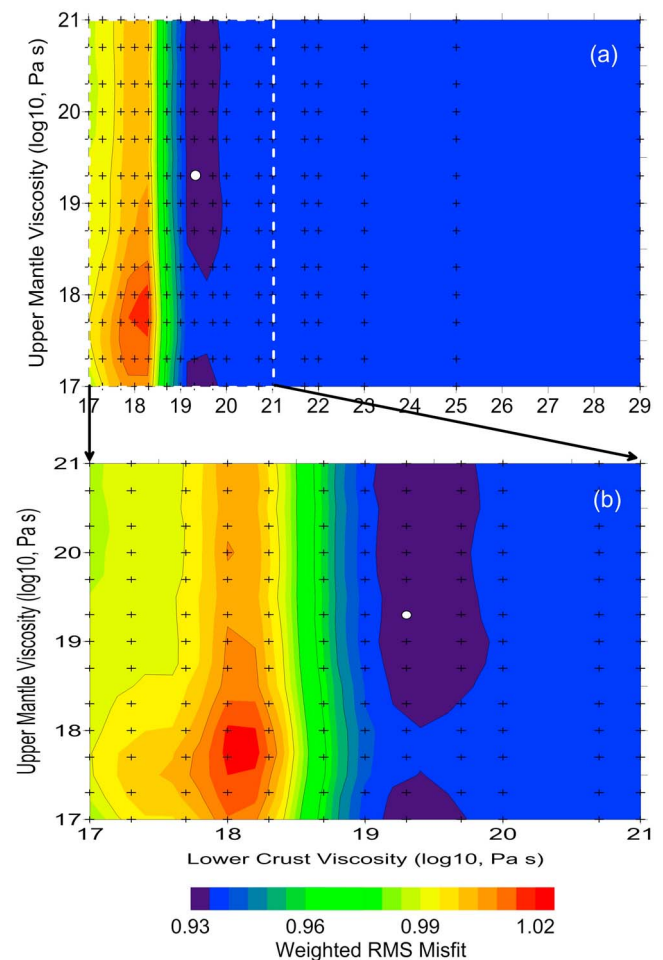 21
20
19
18
17
Upper Mantle Viscosity (log10, Pa s)
(a)
17 18 19 20 21 22 23 24 25 26 27 28 29
21
20
19
18
17
Upper Mantle Viscosity (log10, Pa s)
(b)
17 18 19 20 21
Lower Crust Viscosity (log10, Pa s)
0.93 0.96 0.99 1.02
Weighted RMS Misfit